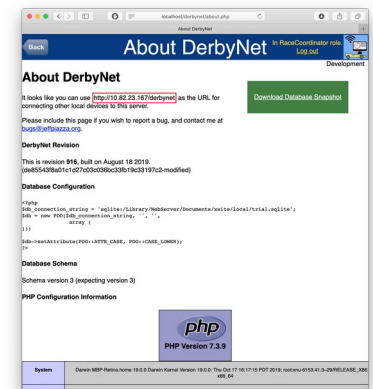 localhost/derbynet/about.php
About DerbyNet
Back
About DerbyNet
In RaceCoordinator role.
Log out
Development
About DerbyNet
It looks like you can use http://10.82.23.167/derbynet as the URL for
connecting other local devices to this server.
Download Database Snapshot
Please include this page if you wish to report a bug, and contact me at
bugs@jeffpiazza.org.
DerbyNet Revision
This is revision 916, built on August 18 2019.
(de85543f8a01c1d27c03c036bc33fb19c33197c2-modified)
Database Configuration
<?php
$db_connection_string = 'sqlite:/Library/WebServer/Documents/xsite/local/trial.sqlite';
$db = new PDO($db_connection_string, '', '',
array (
));
$db->setAttribute(PDO::ATTR_CASE, PDO::CASE_LOWER);
?>
Database Schema
Schema version 3 (expecting version 3)
PHP Configuration Information
php
PHP Version 7.3.9
System
Darwin MBP-Retina.home 19.0.0 Darwin Kernel Version 19.0.0: Thu Oct 17 16:17:15 PDT 2019; root:xnu-6153.41.3~29/RELEASE_X86_
x86_64